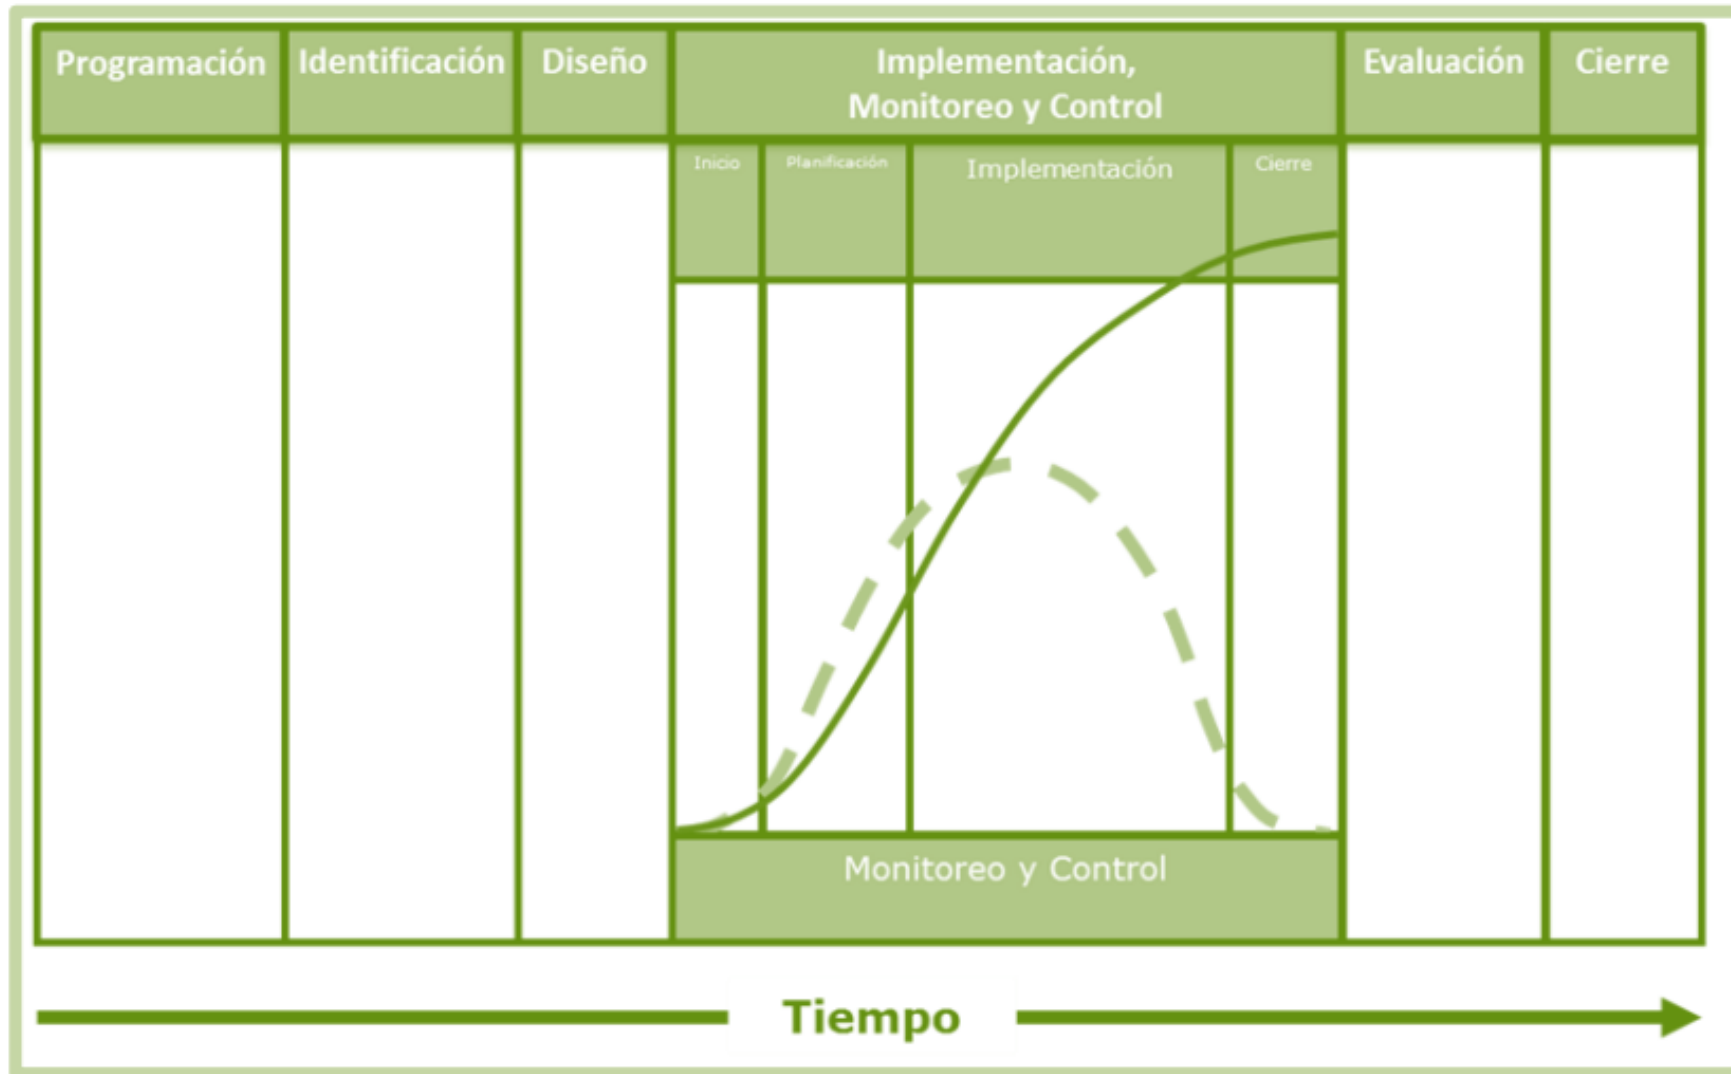 Programación
Identificación
Diseño
Implementación,
Monitoreo y Control
Evaluación
Cierre
Inicio
Planificación
Implementación
Cierre
Monitoreo y Control
Tiempo